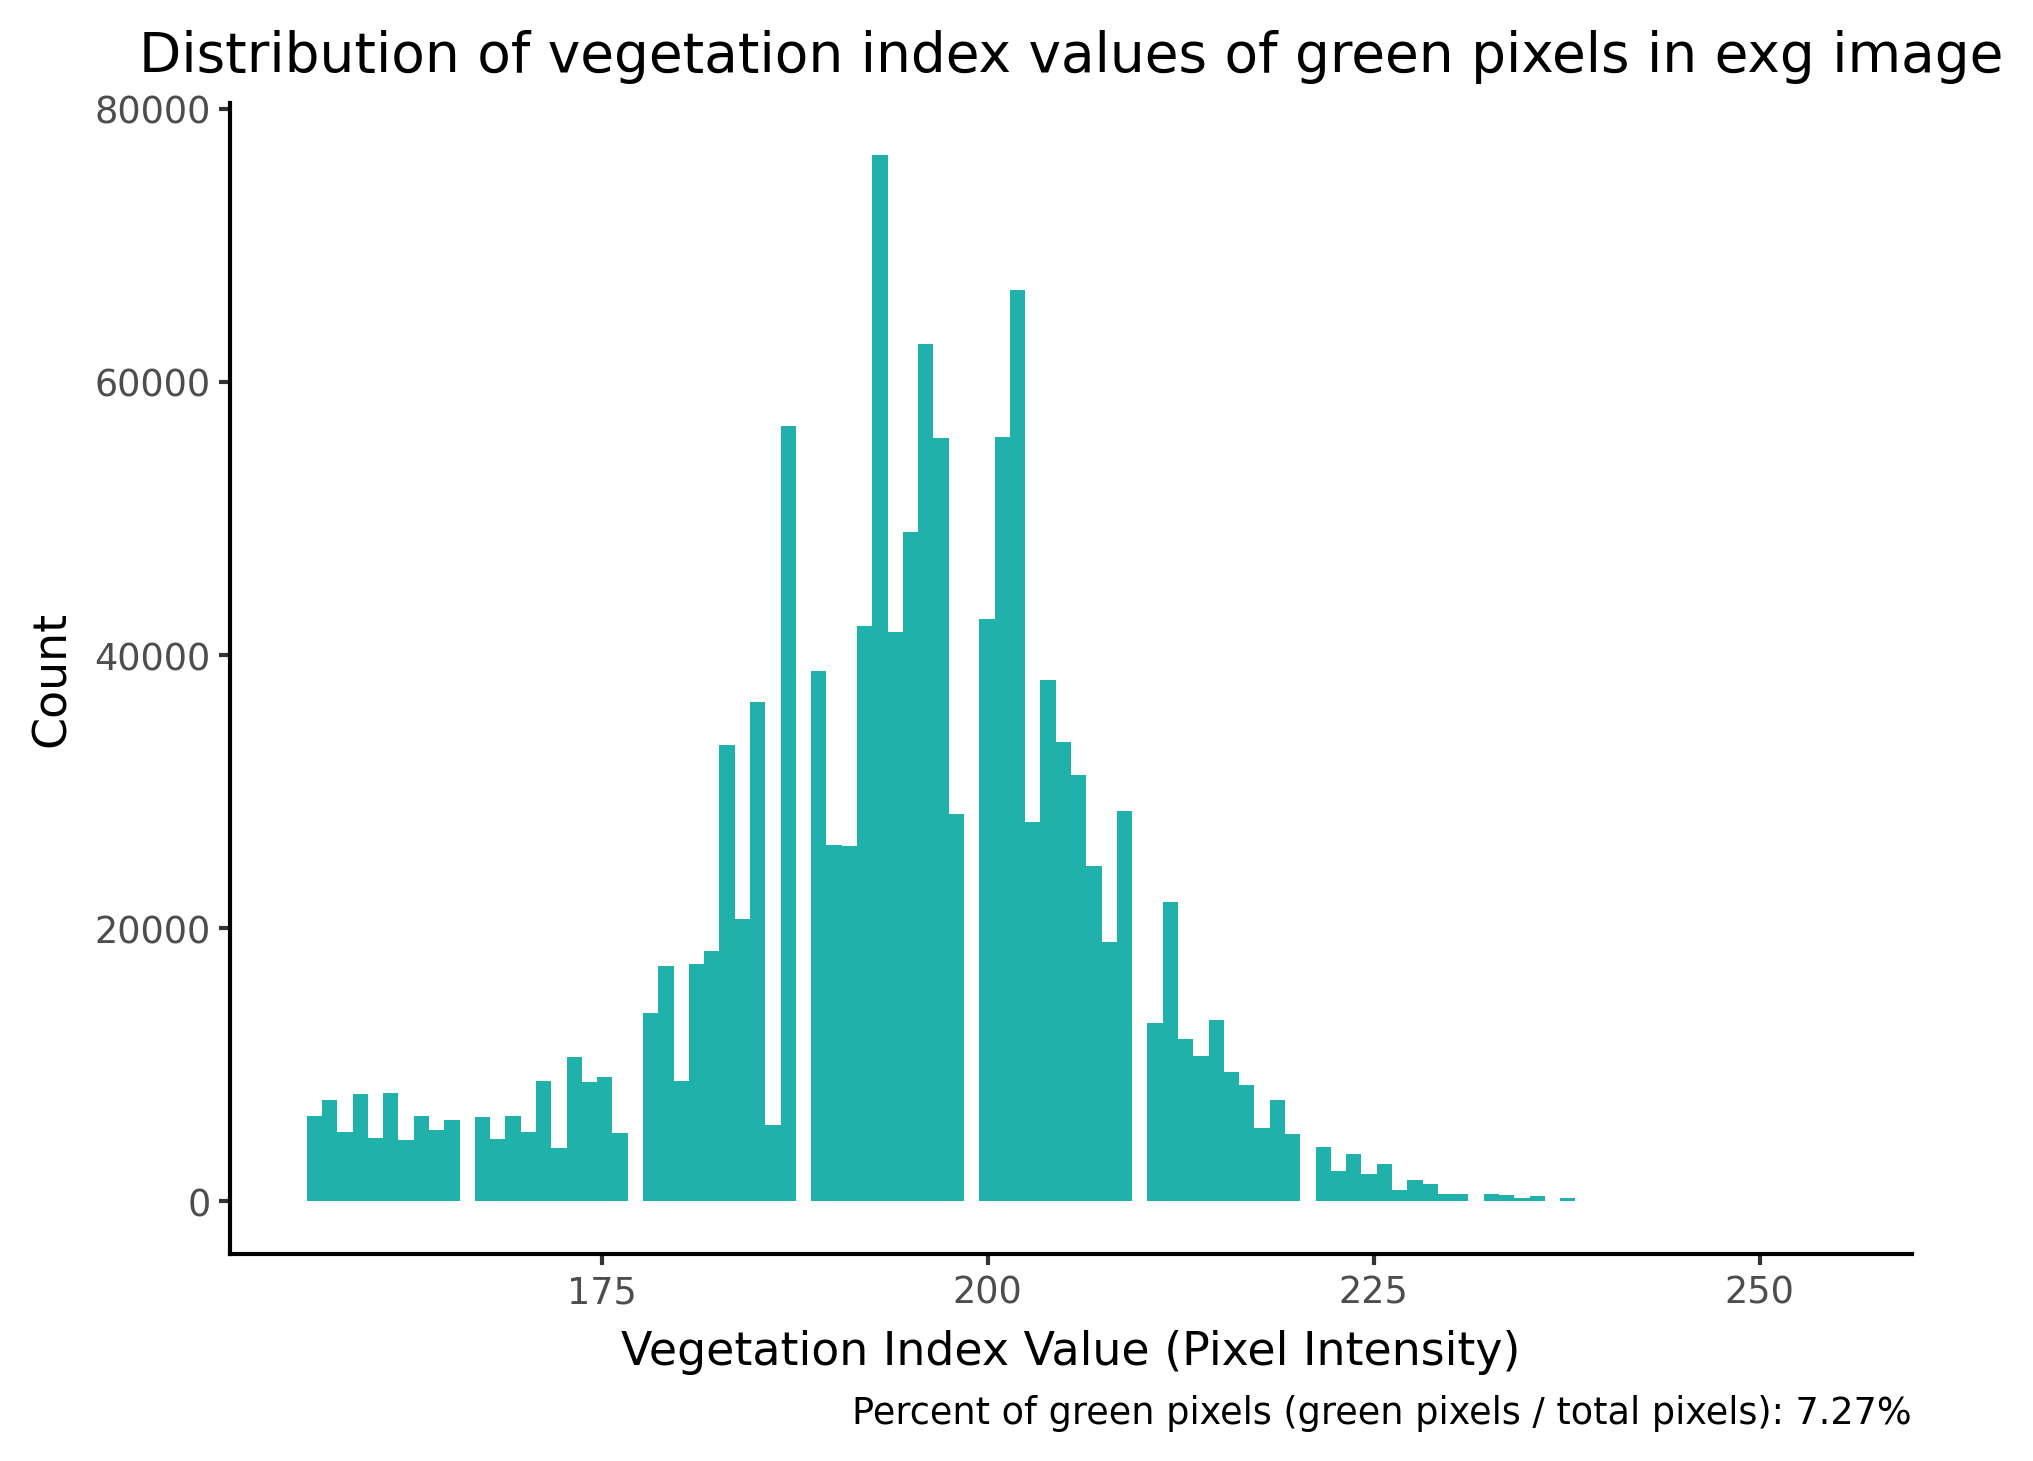 Distribution of vegetation index values of green pixels in exg image
80000
60000
40000
20000
0
Count
175 200 225 250
Vegetation Index Value (Pixel Intensity)
Percent of green pixels (green pixels / total pixels): 7.27%